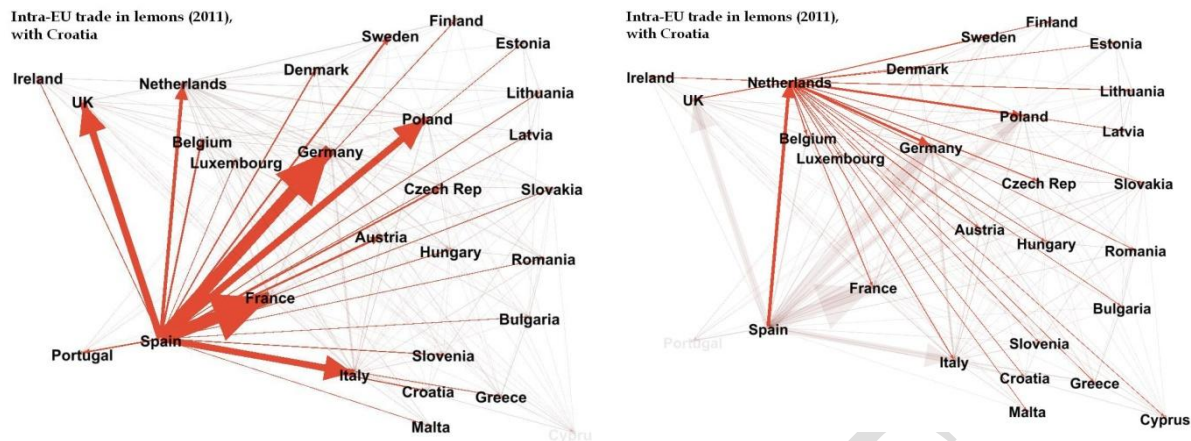 Intra-EU trade in lemons (2011),
with Croatia
Finland
Sweden
Estonia
Denmark
Ireland
Netherlands
UK
Lithuania
Poland
Latvia
Belgium
Germany
Luxembourg
Czech Rep
Slovakia
Austria
Hungary
Romania
France
Bulgaria
Spain
Portugal
Slovenia
Italy
Croatia
Greece
Malta
Cypru
Intra-EU trade in lemons (2011),
with Croatia
Finland
Sweden
Estonia
Denmark
Ireland
Netherlands
UK
Lithuania
Poland
Latvia
Belgium
Germany
Luxembourg
Czech Rep
Slovakia
Austria
Hungary
Romania
France
Bulgaria
Spain
Portugal
Slovenia
Italy
Croatia
Greece
Malta
Cyprus